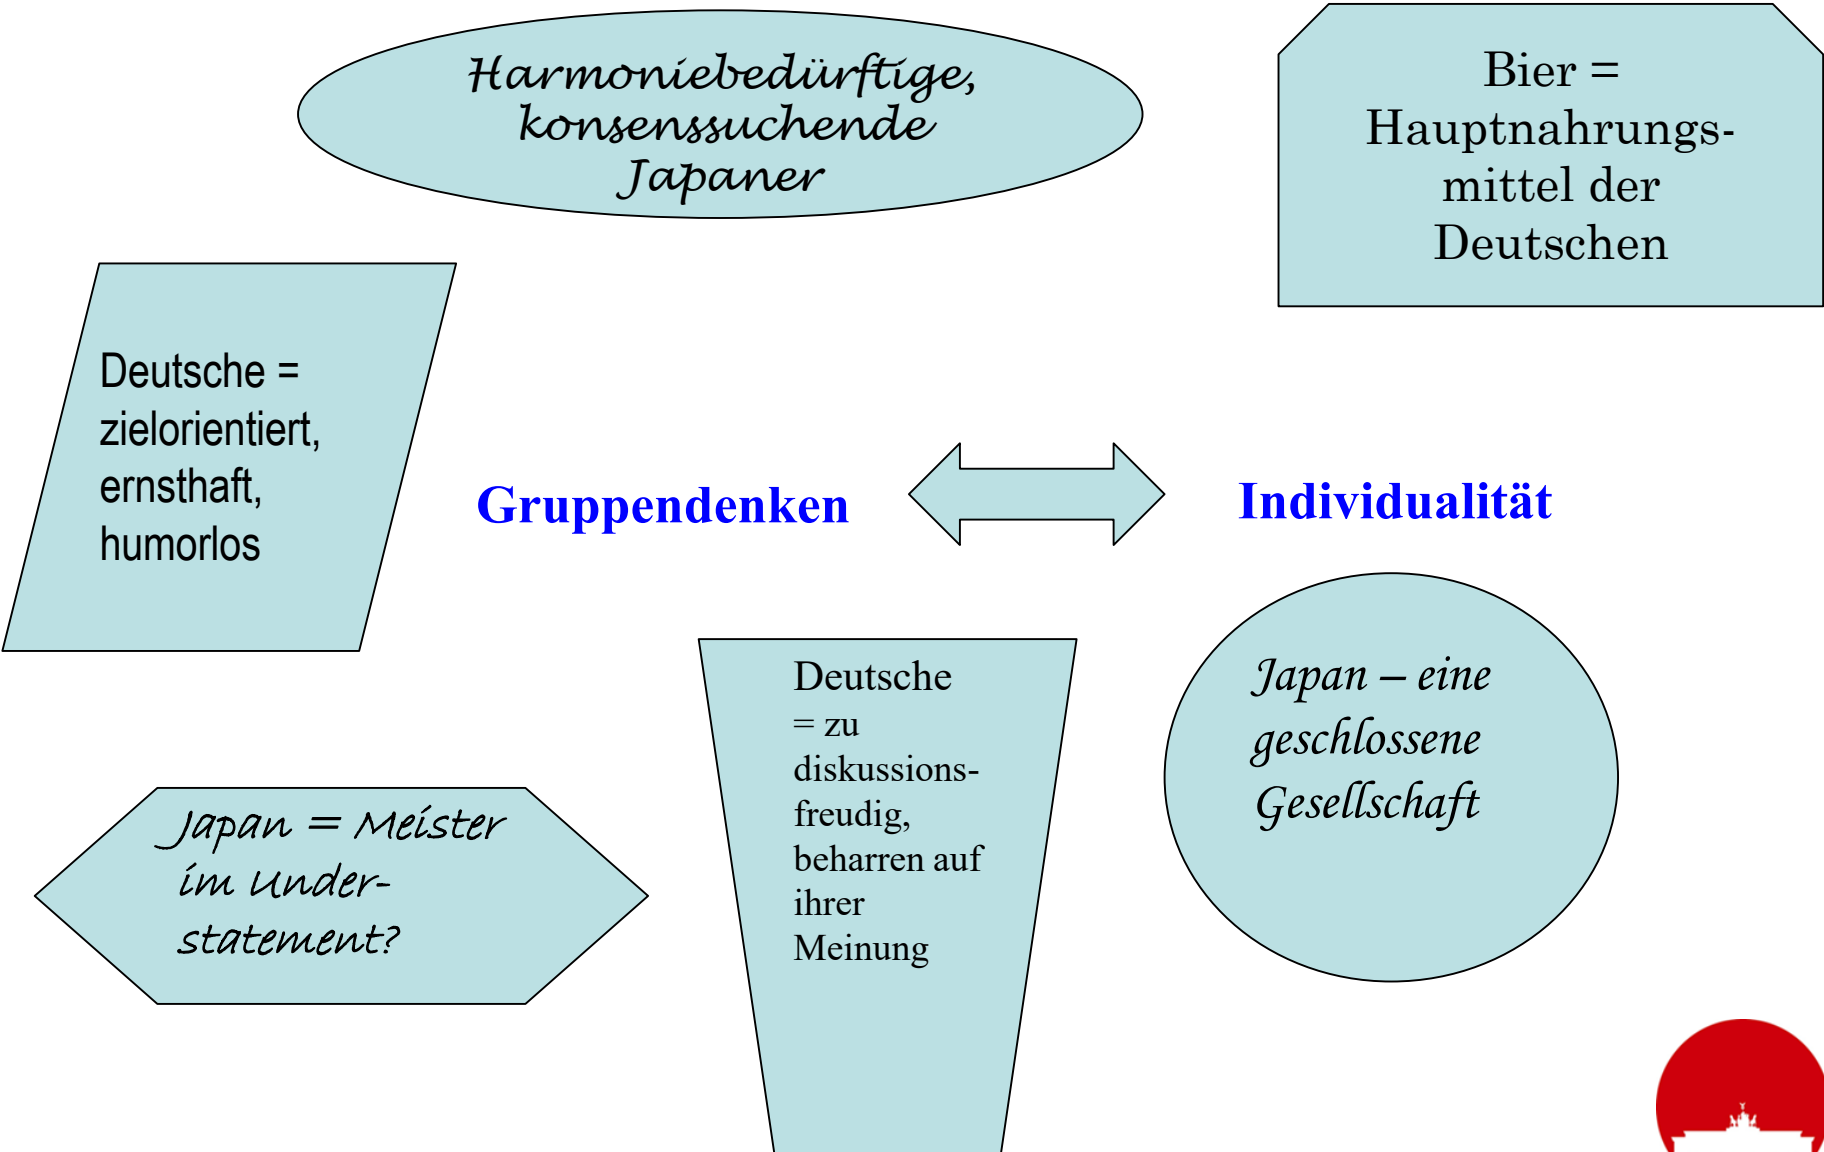 Harmoniebedürftige,
konsenssuchende
Japaner
Bier =
Hauptnahrungs-
mittel der
Deutschen
Deutsche =
zielorientiert,
ernsthaft,
humorlos
Gruppendenken
Individualität
Deutsche
= zu
diskussions-
freudig,
beharren auf
ihrer
Meinung
Japan – eine
geschlossene
Gesellschaft
Japan = Meister
im Under-
statement?